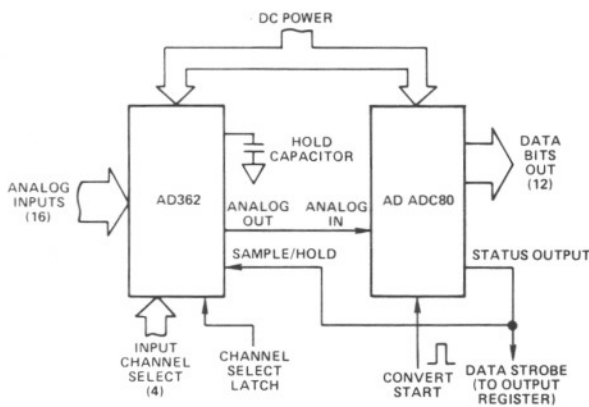 DC POWER
HOLD
CAPACITOR
DATA
BITS
OUT
(12)
ANALOG
INPUTS
(16)
AD362
AD ADC80
ANALOG
OUT
ANALOG
IN
SAMPLE/HOLD
STATUS OUTPUT
INPUT
CHANNEL
SELECT
(4)
CHANNEL
SELECT
LATCH
CONVERT
START
DATA STROBE
(TO OUTPUT
REGISTER)